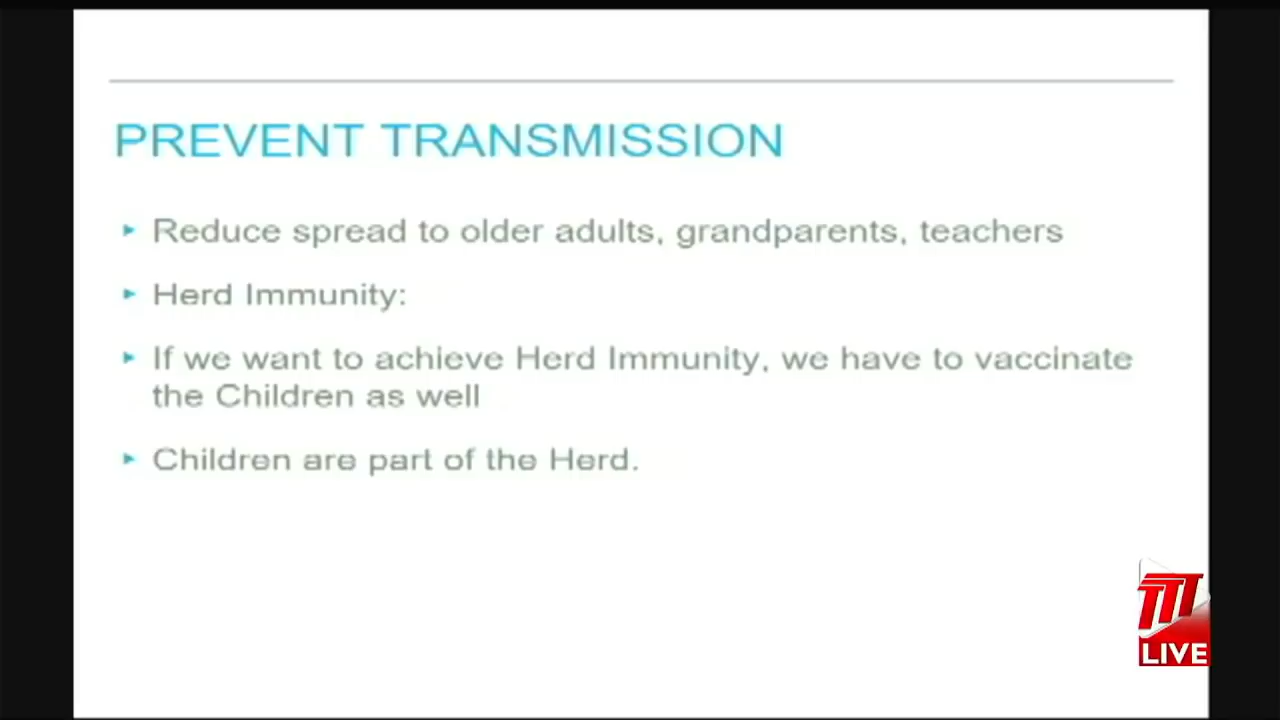 PREVENT TRANSMISSION
Reduce spread to older adults, grandparents, teachers
Herd Immunity:
If we want to achieve Herd Immunity, we have to vaccinate
the Children as well
Children are part of the Herd.
TTT
LIVE